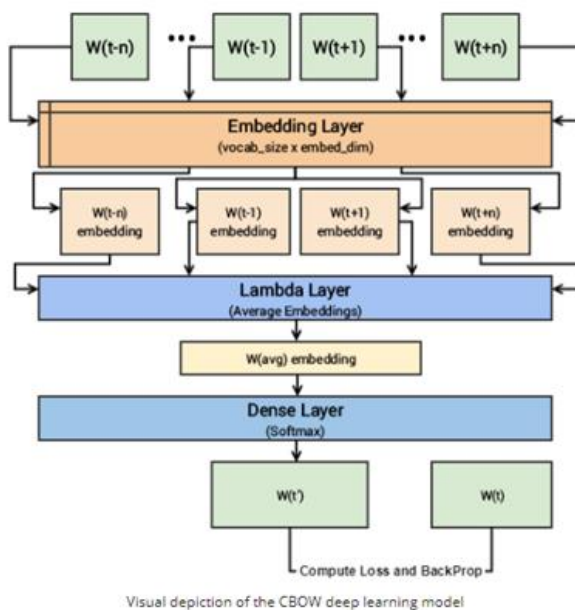 W(t-n) ••• W(t-1) W(t+1) ••• W(t+n)
Embedding Layer
(vocab_size x embed_dim)
W(t-n) W(t-1) W(t+1) W(t+n)
embedding embedding embedding embedding
Lambda Layer
(Average Embeddings)
W(avg) embedding
Dense Layer
(Softmax)
W(t') W(t)
Compute Loss and BackProp
Visual depiction of the CBOW deep learning model